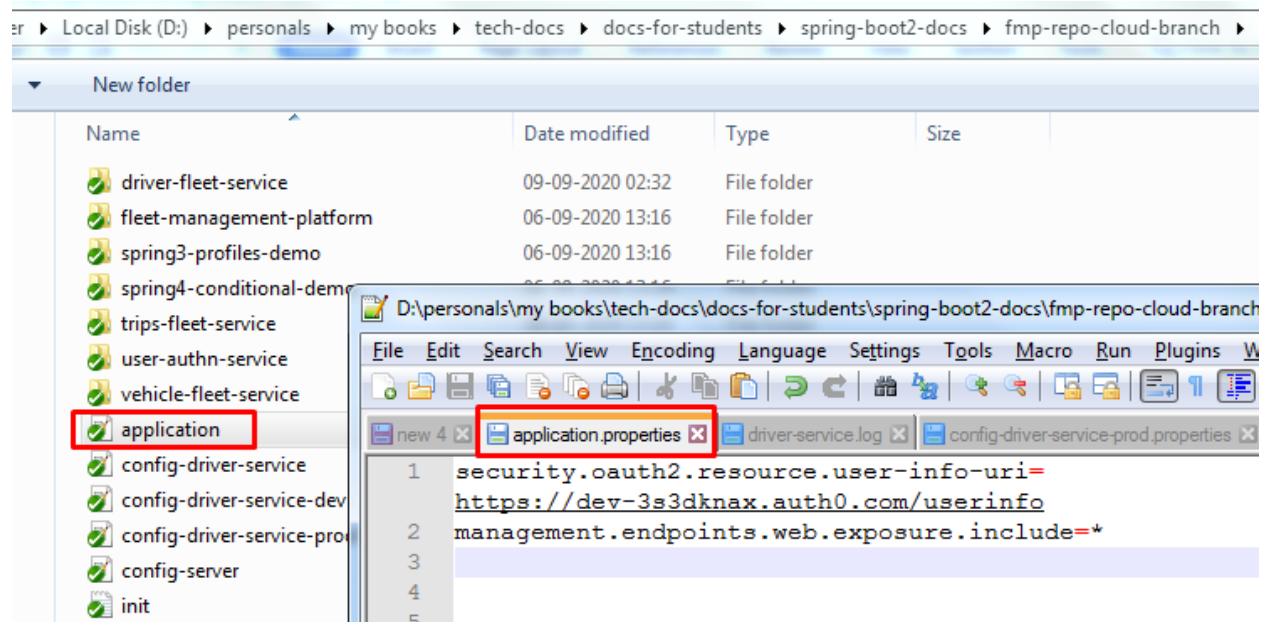 er ▸ Local Disk (D:) ▸ personals ▸ my books ▸ tech-docs ▸ docs-for-students ▸ spring-boot2-docs ▸ fmp-repo-cloud-branch ▸
New folder
Name Date modified Type Size
driver-fleet-service 09-09-2020 02:32 File folder
fleet-management-platform 06-09-2020 13:16 File folder
spring3-profiles-demo 06-09-2020 13:16 File folder
spring4-conditional-demo
trips-fleet-service
user-authn-service
vehicle-fleet-service
application
config-driver-service
config-driver-service-dev
config-driver-service-prod
config-server
init
D:\personals\my books\tech-docs\docs-for-students\spring-boot2-docs\fmp-repo-cloud-branch
File Edit Search View Encoding Language Settings Tools Macro Run Plugins W
new 4 application.properties driver-service.log config-driver-service-prod.properties
1 security.oauth2.resource.user-info-uri=
https://dev-3s3dknax.auth0.com/userinfo
2 management.endpoints.web.exposure.include=*
3
4
5